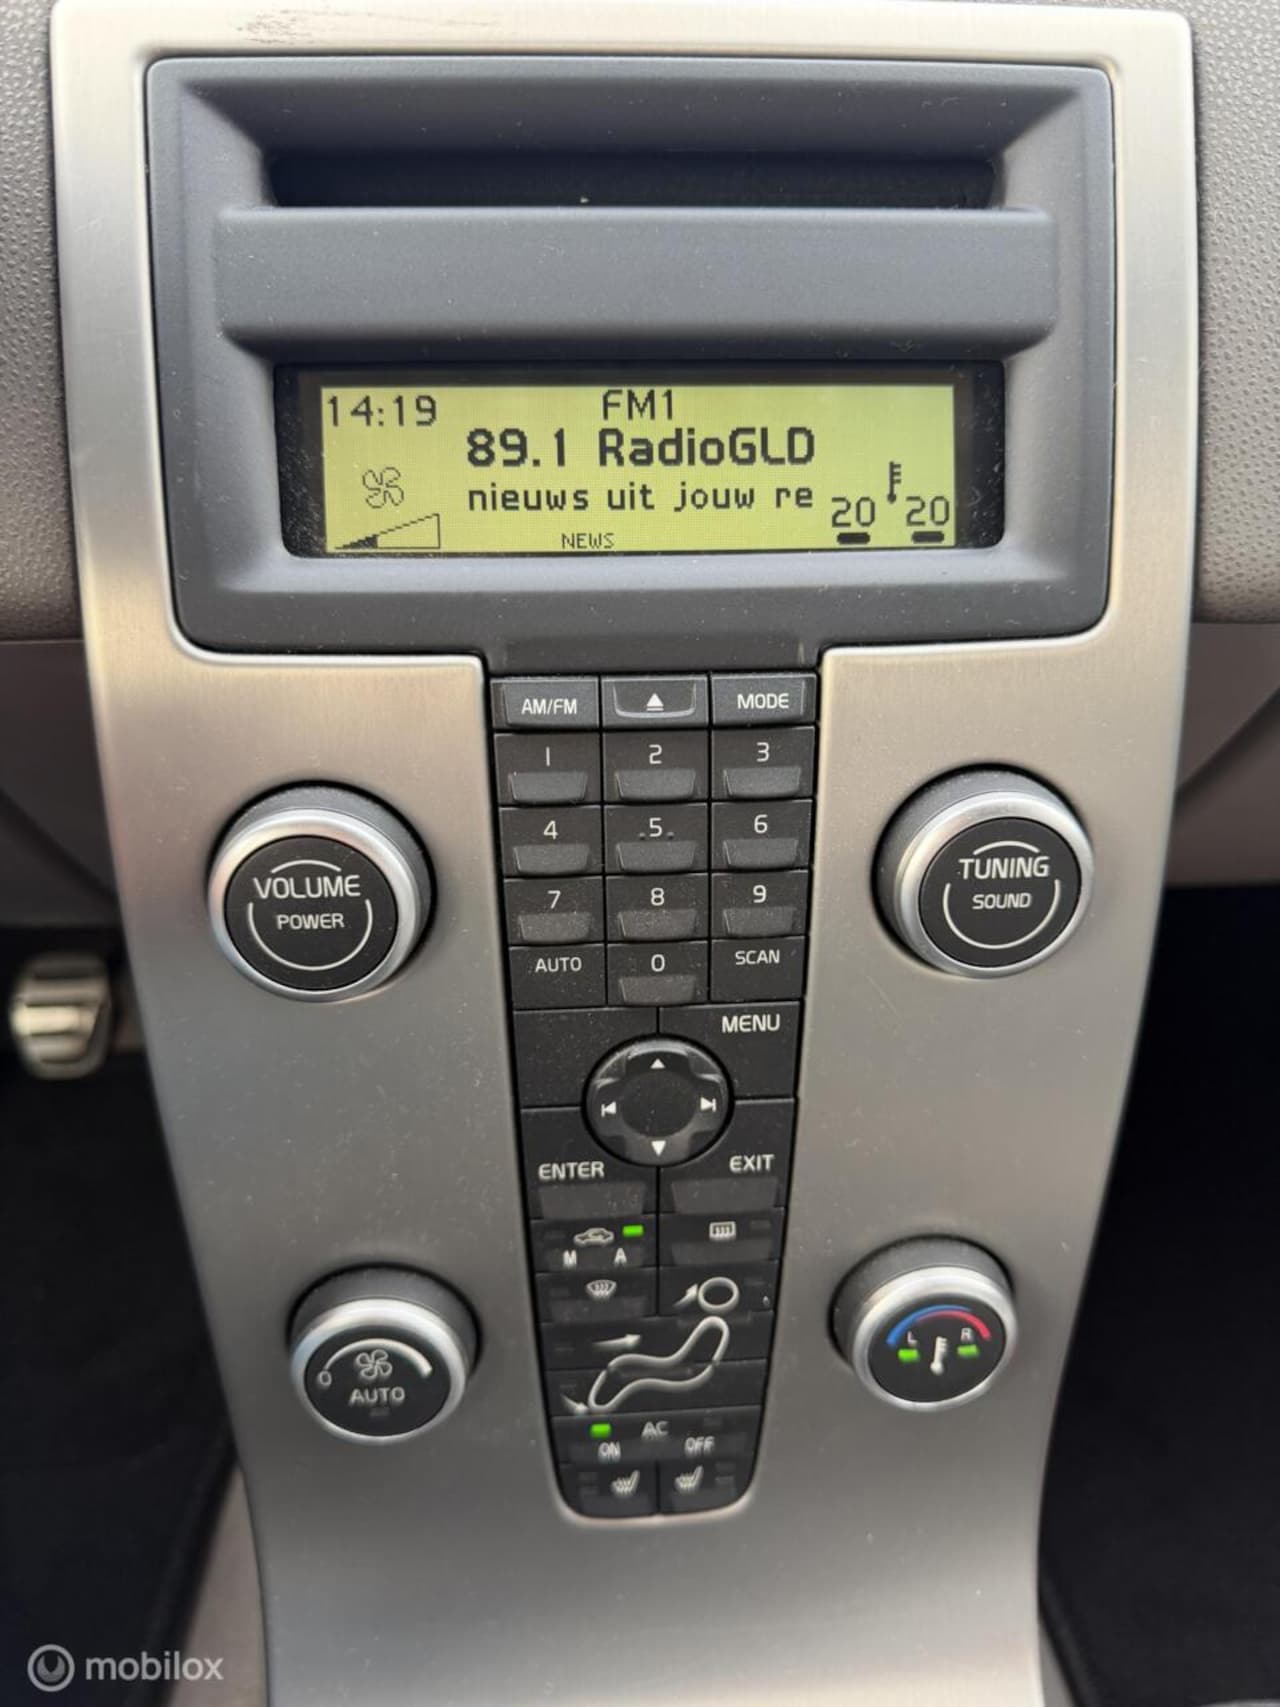 14:19 FM1
89.1 RadioGLD
nieuws uit jouw re
20 20
NEWS
AM/FM MODE
1 2 3
4 5 6
7 8 9
AUTO 0 SCAN
VOLUME
POWER
TUNING
SOUND
MENU
ENTER EXIT
M A
0
AUTO
L R
AC
ON OFF
mobilox